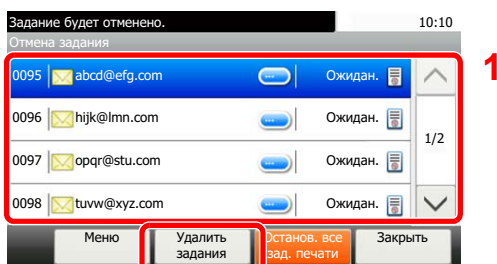 Задание будет отменено. 10:10
Отмена задания
0095 abcd@efg.com Ожидан.
1
0096 hijk@lmn.com Ожидан.
1/2
0097 opqr@stu.com Ожидан.
0098 tuvw@xyz.com Ожидан.
Меню Удалить задания Останов. все зад. печати Закрыть